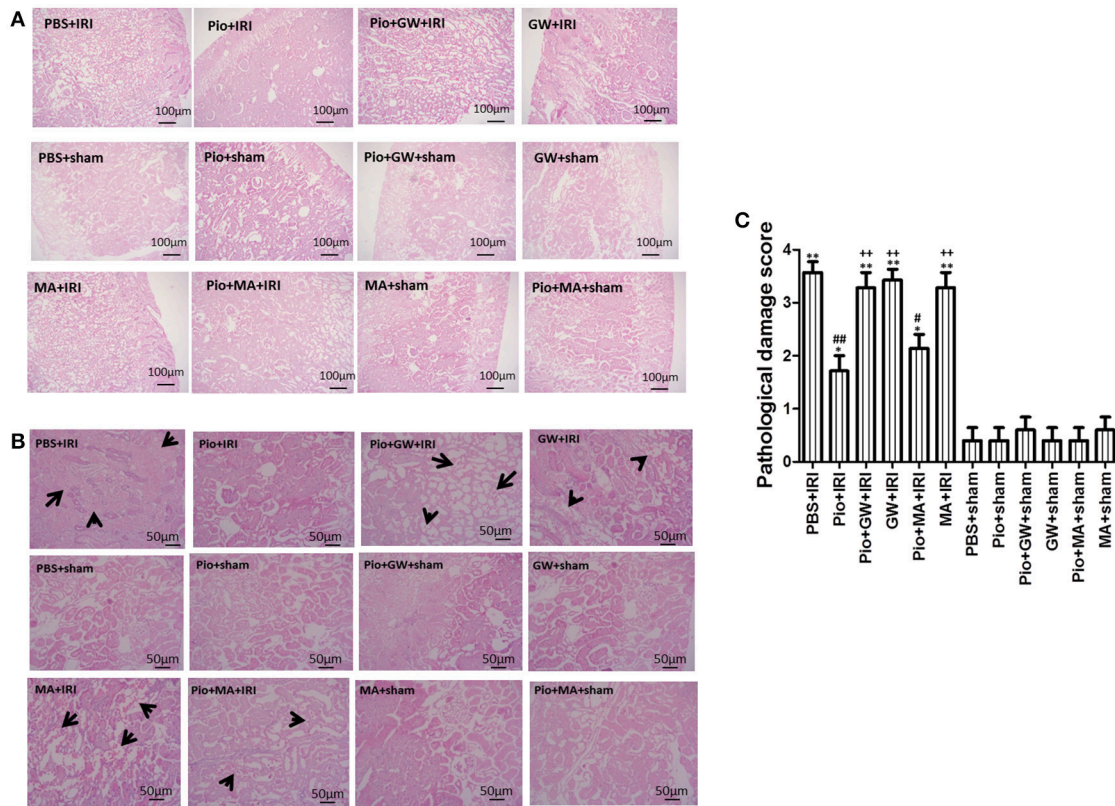 A
PBS+IRI
Pio+IRI
Pio+GW+IRI
GW+IRI
100μm
100μm
100μm
100μm
PBS+sham
Pio+sham
Pio+GW+sham
GW+sham
100μm
100μm
100μm
100μm
MA+IRI
Pio+MA+IRI
MA+sham
Pio+MA+sham
100μm
100μm
100μm
100μm
B
PBS+IRI
Pio+IRI
Pio+GW+IRI
GW+IRI
50μm
50μm
50μm
50μm
PBS+sham
Pio+sham
Pio+GW+sham
GW+sham
50μm
50μm
50μm
50μm
MA+IRI
Pio+MA+IRI
MA+sham
Pio+MA+sham
50μm
50μm
50μm
50μm
C
Pathological damage score
4
3
2
1
0
**
##
*
++
**
++
**
#
*
++
**
PBS+IRI
Pio+IRI
Pio+GW+IRI
GW+IRI
Pio+MA+IRI
MA+IRI
PBS+sham
Pio+sham
Pio+GW+sham
GW+sham
Pio+MA+sham
MA+sham